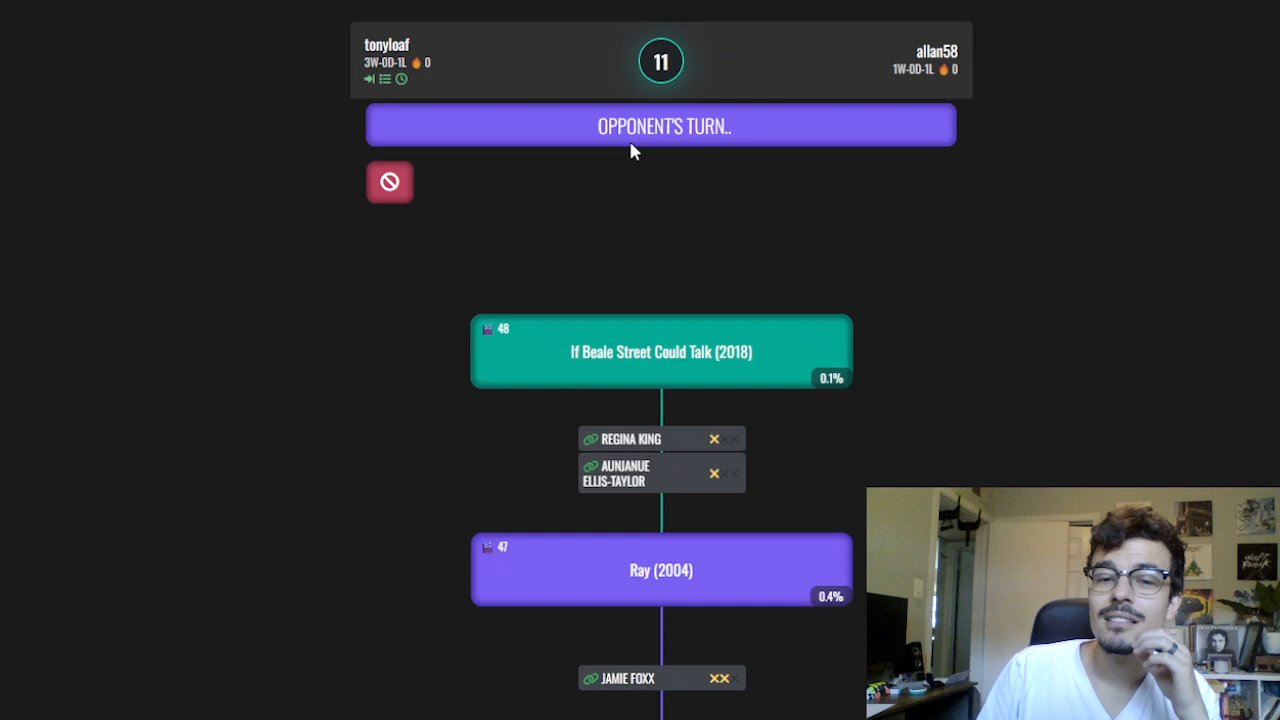 tonyloaf
3W-0D-1L 0
11
allan58
1W-0D-1L 0
OPPONENT'S TURN..
48
If Beale Street Could Talk (2018)
0.1%
REGINA KING
AUNJANUE
ELLIS-TAYLOR
47
Ray (2004)
0.4%
JAMIE FOXX